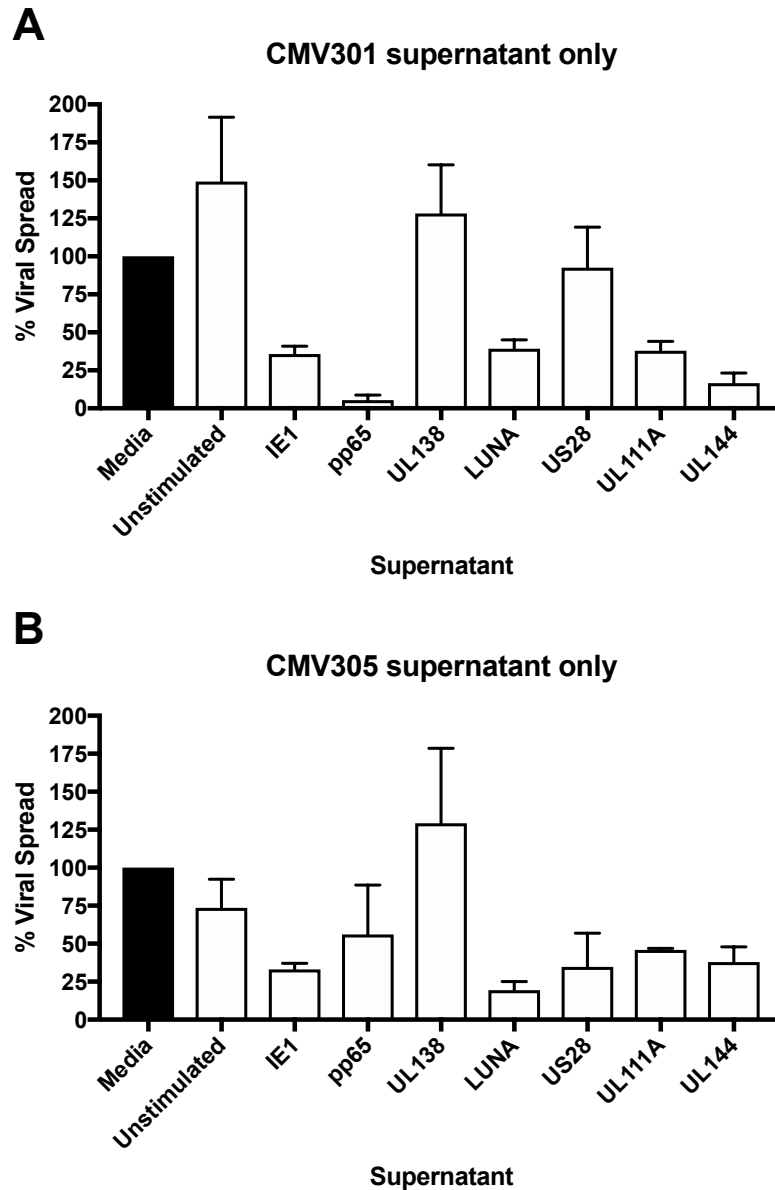 A
CMV301 supernatant only
200
175
150
125
100
75
50
25
0
% Viral Spread
Media
Unstimulated
IE1
pp65
UL138
LUNA
US28
UL111A
UL144
Supernatant
B
CMV305 supernatant only
200
175
150
125
100
75
50
25
0
% Viral Spread
Media
Unstimulated
IE1
pp65
UL138
LUNA
US28
UL111A
UL144
Supernatant